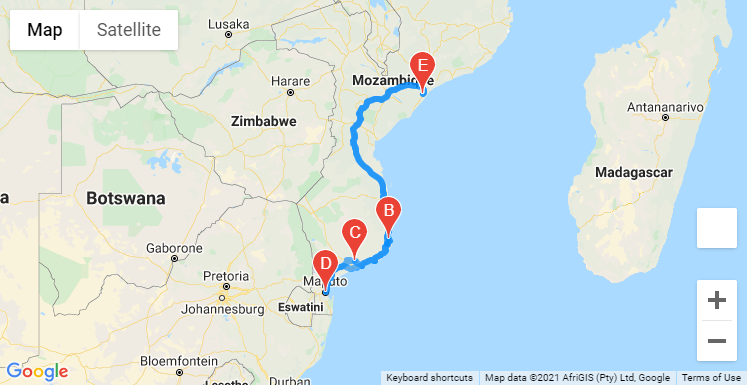 Map Satellite
Lusaka
E
Mozambique
Harare
Zimbabwe
Antananarivo
Madagascar
Botswana
B
C
Gaborone
D
Pretoria
Maputo
Johannesburg
Eswatini
Bloemfontein
Lesotho
Durban
Google
Keyboard shortcuts Map data ©2021 AfriGIS (Pty) Ltd, Google Terms of Use